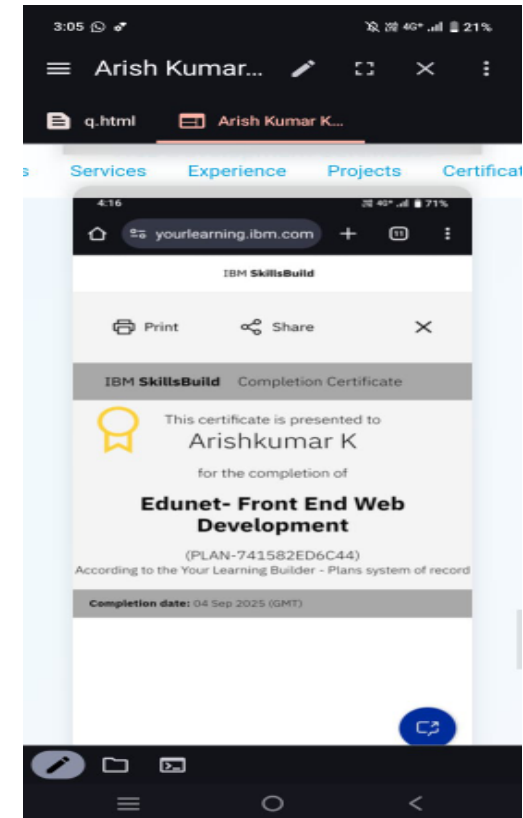 3:05 4G+ 21%
Arish Kumar...
q.html Arish Kumar K...
s Services Experience Projects Certificat
4:16 4G+ 71%
yourlearning.ibm.com 11
IBM SkillsBuild
Print Share
IBM SkillsBuild Completion Certificate
This certificate is presented to
Arishkumar K
for the completion of
Edunet- Front End Web
Development
(PLAN-741582ED6C44)
According to the Your Learning Builder - Plans system of record
Completion date: 04 Sep 2025 (GMT)